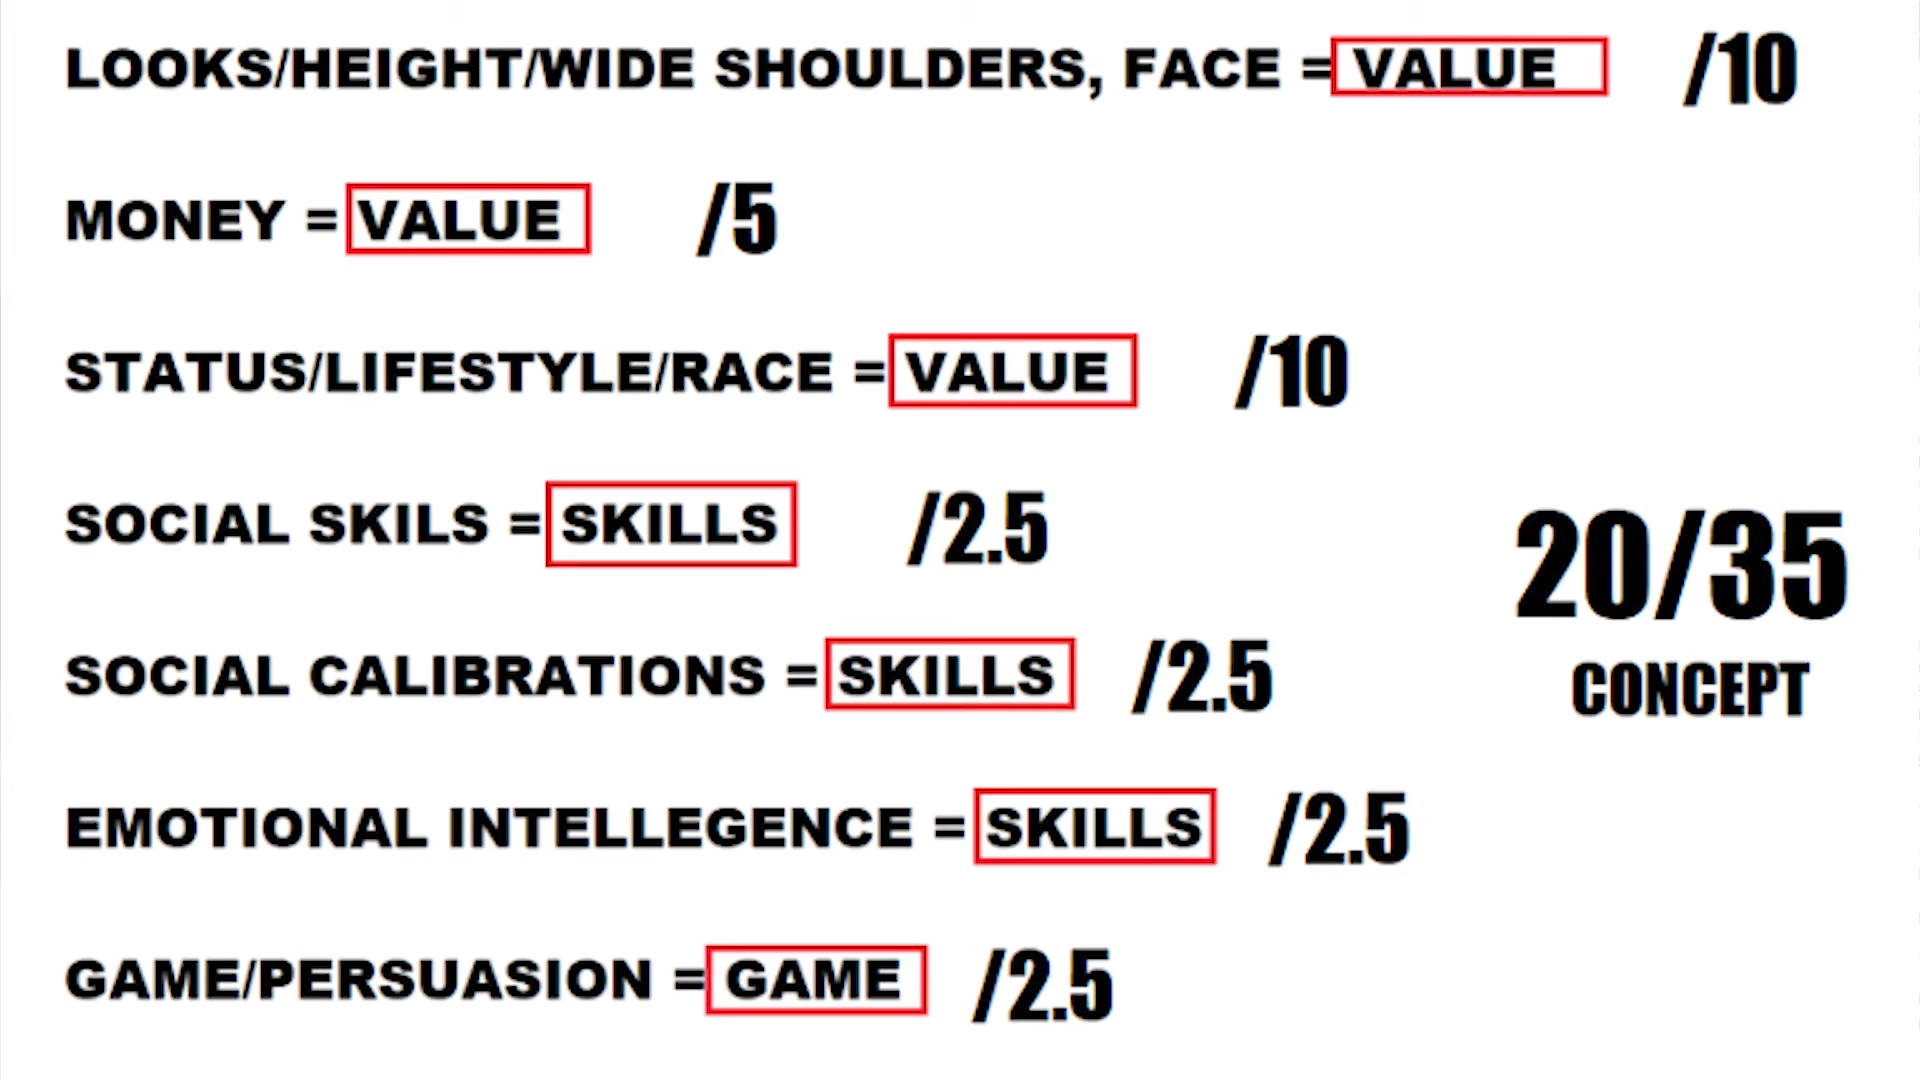 LOOKS/HEIGHT/WIDE SHOULDERS, FACE = VALUE /10
MONEY = VALUE /5
STATUS/LIFESTYLE/RACE = VALUE /10
SOCIAL SKILS = SKILLS /2.5
20/35
SOCIAL CALIBRATIONS = SKILLS /2.5
CONCEPT
EMOTIONAL INTELLEGENCE = SKILLS /2.5
GAME/PERSUASION = GAME /2.5